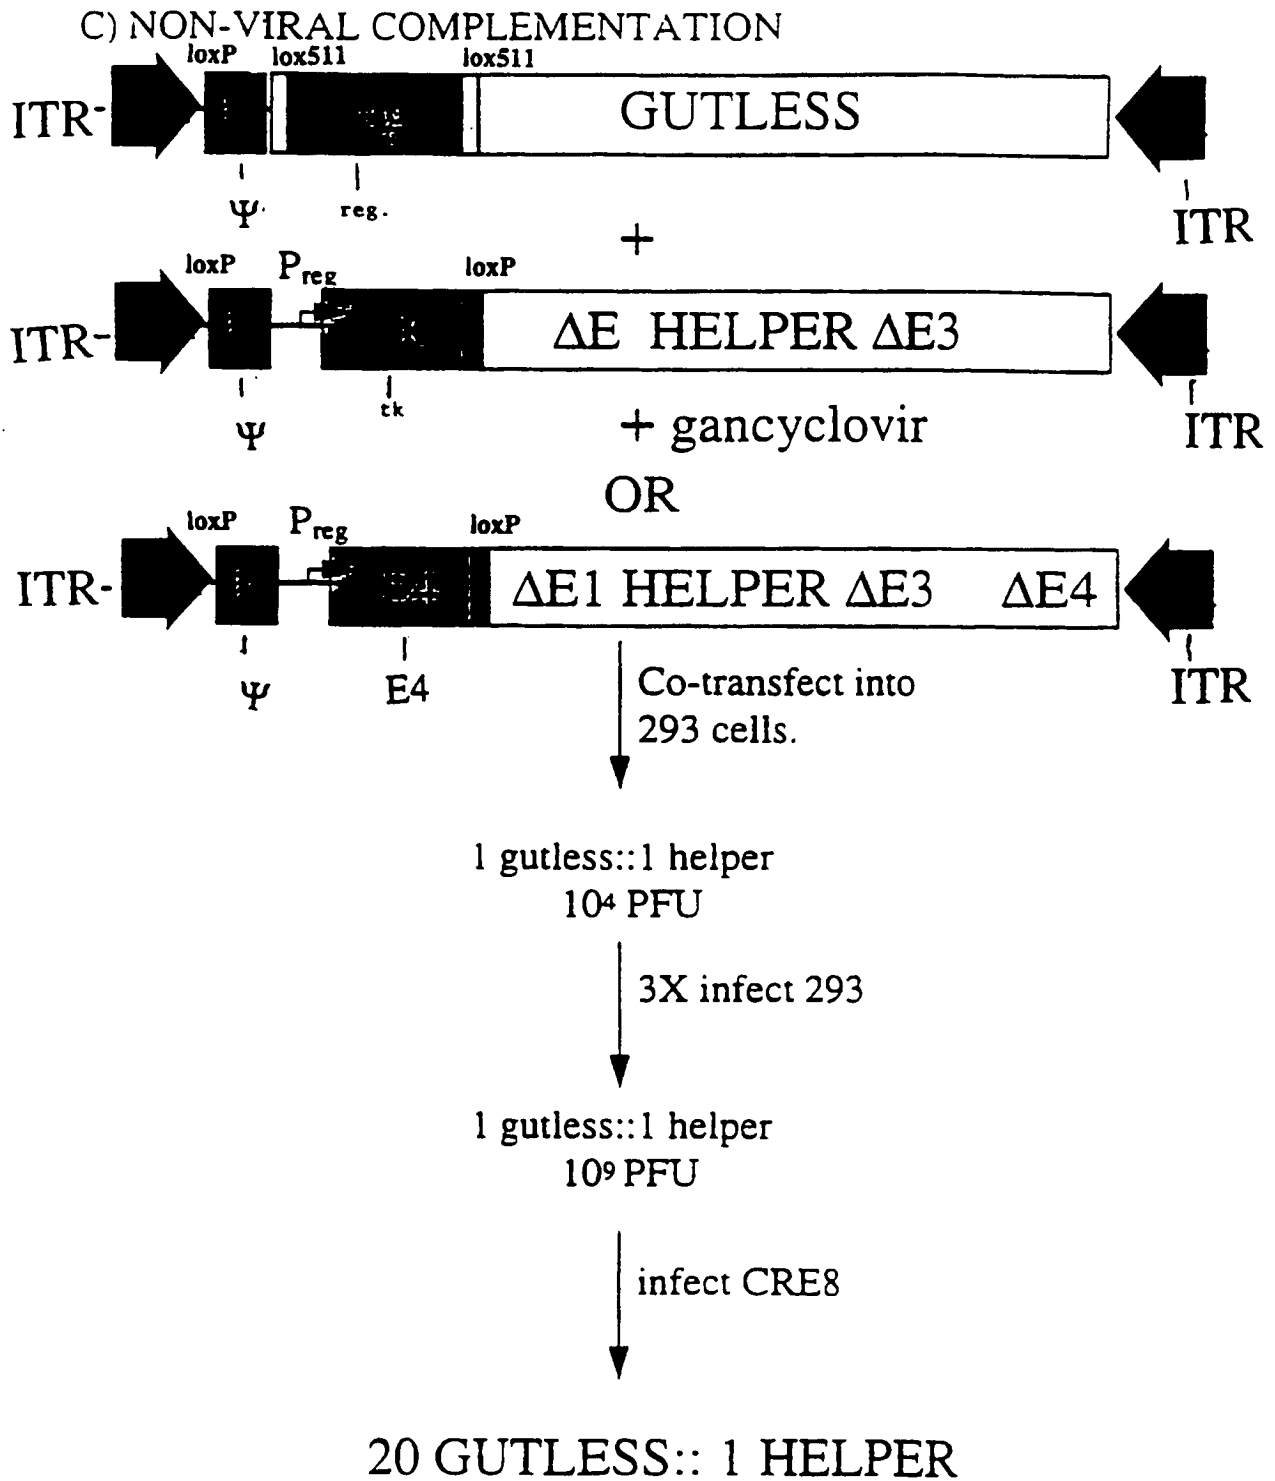 C) NON-VIRAL COMPLEMENTATION
loxP lox511 lox511
ITR- GUTLESS
Ψ reg. ITR
+
loxP Preg loxP
ITR- ΔE HELPER ΔE3
Ψ tk ITR
+ gancyclovir
OR
loxP Preg loxP
ITR- ΔE1 HELPER ΔE3 ΔE4
Ψ E4 ITR
Co-transfect into
293 cells.
1 gutless::1 helper
10⁴ PFU
3X infect 293
1 gutless::1 helper
10⁹ PFU
infect CRE8
20 GUTLESS:: 1 HELPER